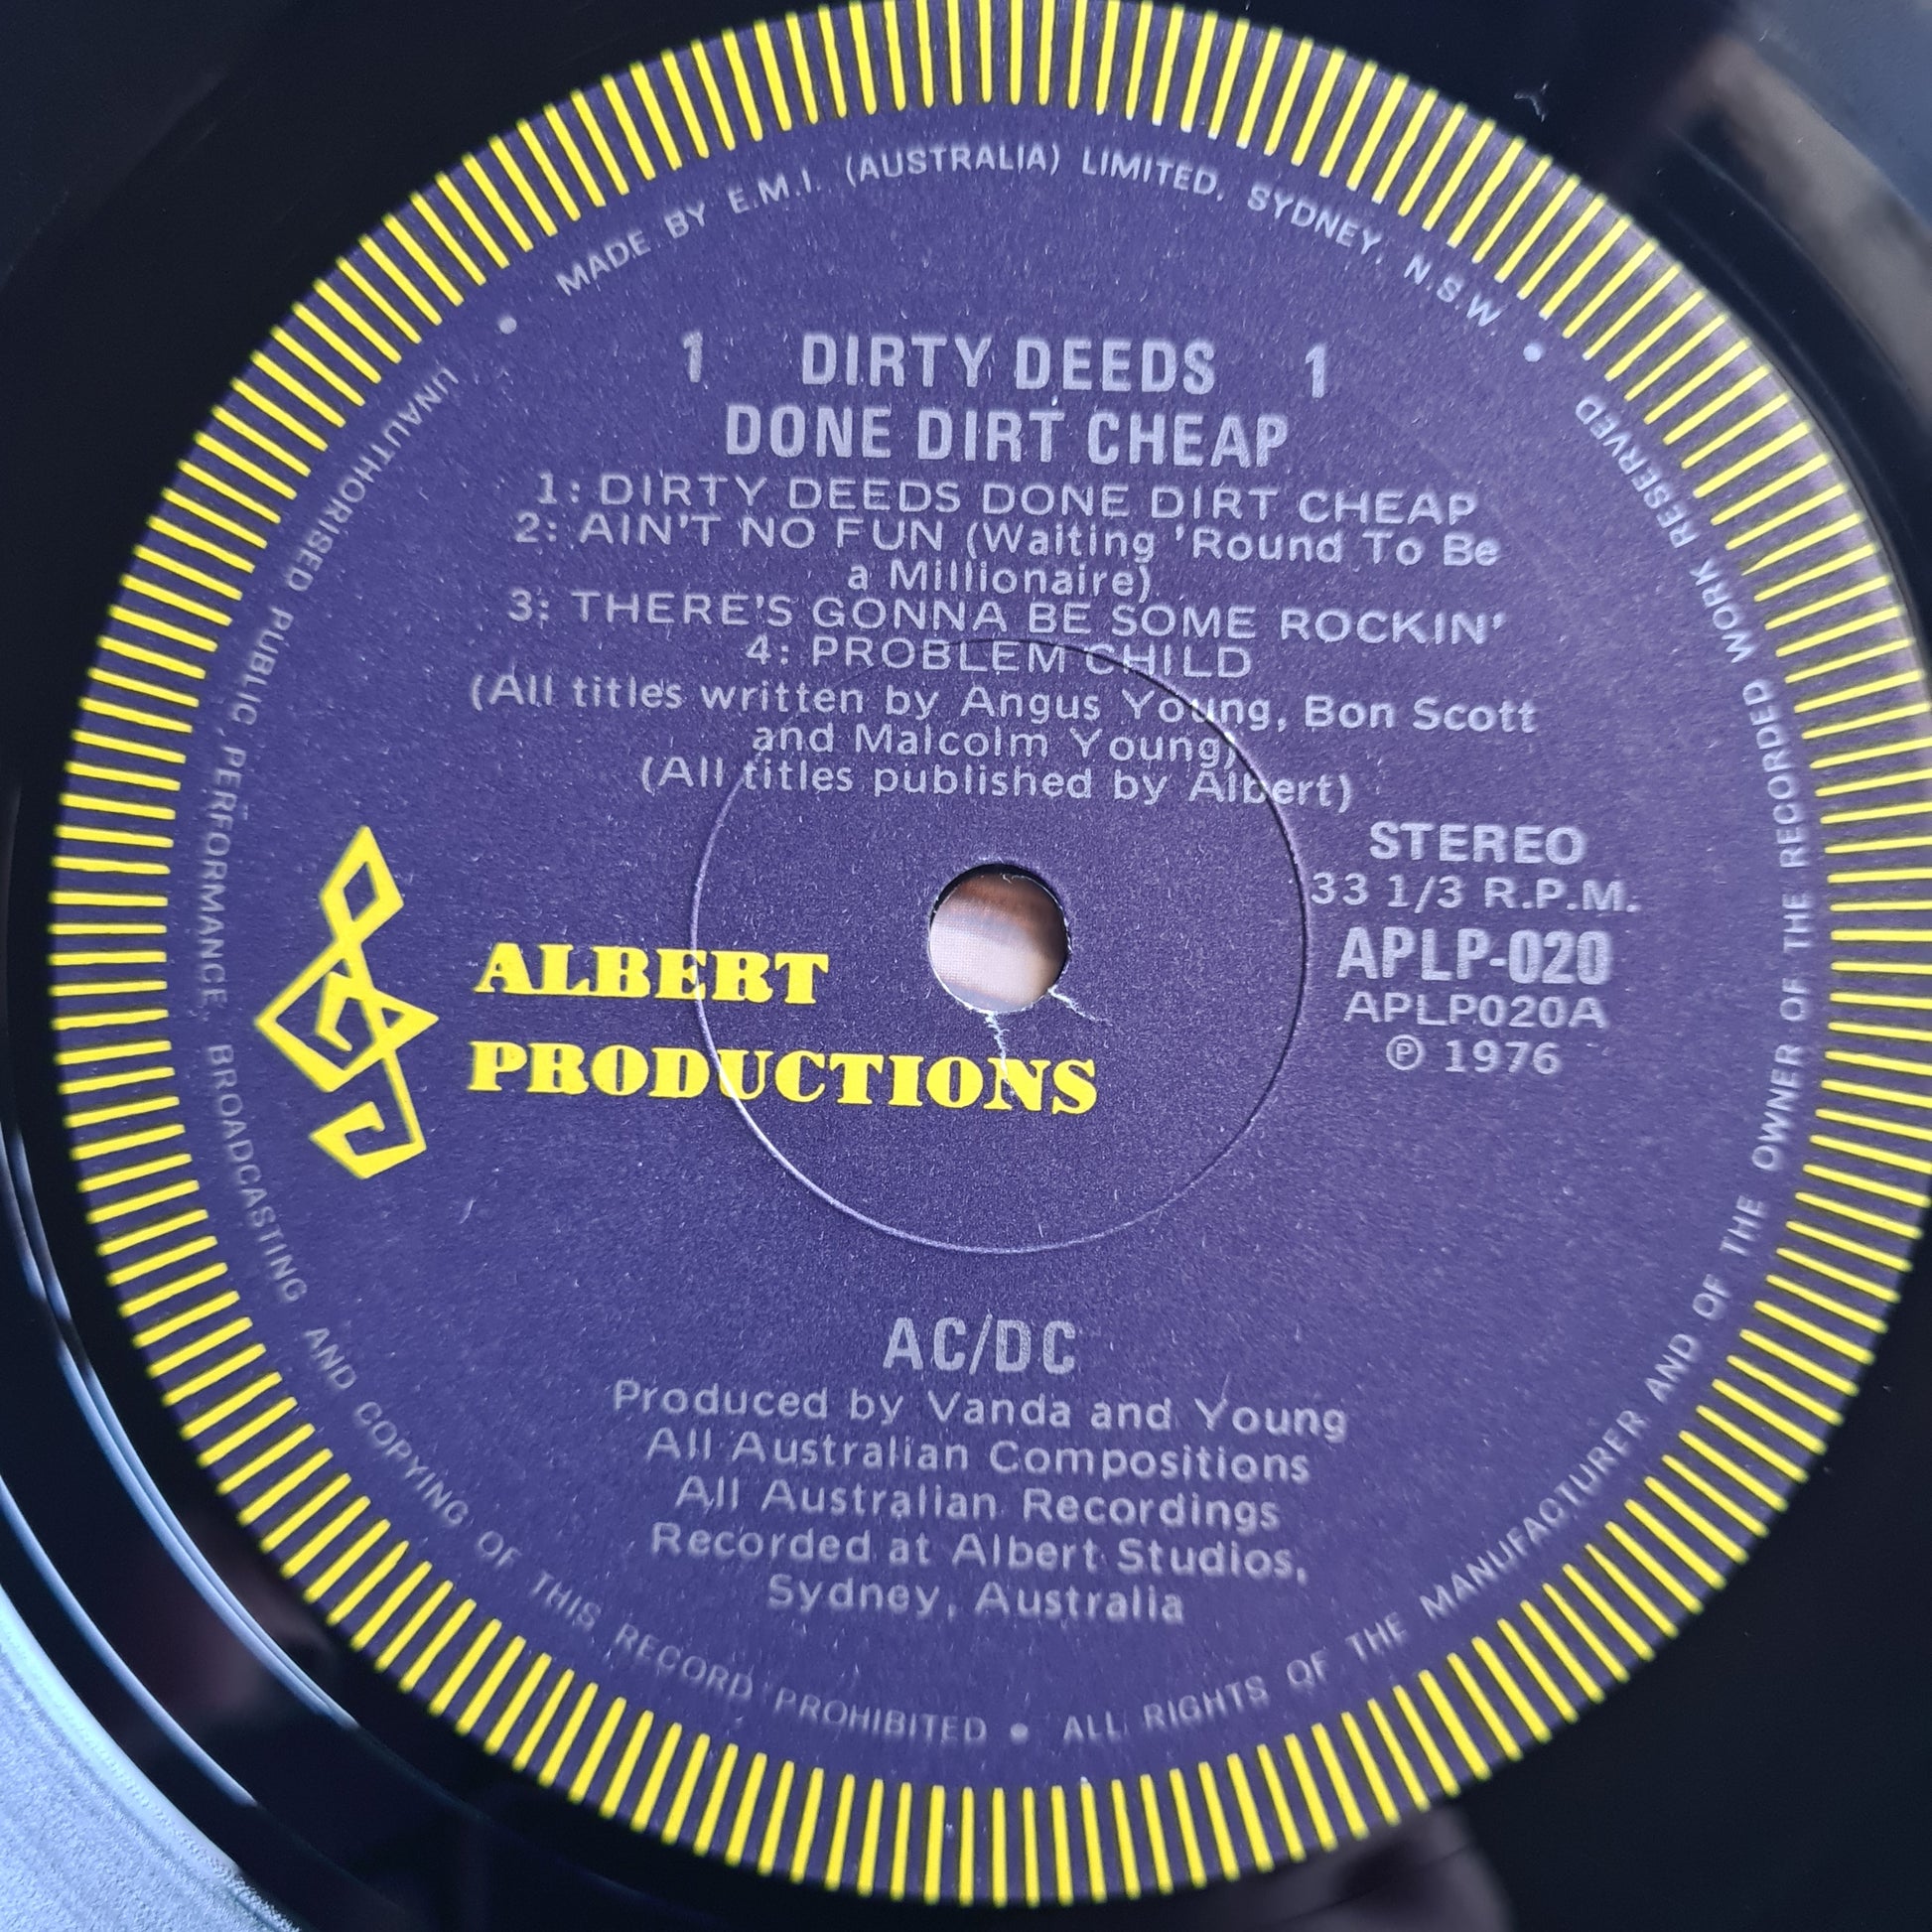 MADE BY E.M.I. (AUSTRALIA) LIMITED, SYDNEY, N.S.W.
1 DIRTY DEEDS 1
DONE DIRT CHEAP
1: DIRTY DEEDS DONE DIRT CHEAP
2: AIN'T NO FUN (Waiting 'Round To Be
a Millionaire)
3: THERE'S GONNA BE SOME ROCKIN'
4: PROBLEM CHILD
(All titles written by Angus Young, Bon Scott
and Malcolm Young)
(All titles published by Albert)
STEREO
33 1/3 R.P.M.
APLP-020
APLP020A
Ⓟ 1976
ALBERT
PRODUCTIONS
AC/DC
Produced by Vanda and Young
All Australian Compositions
All Australian Recordings
Recorded at Albert Studios,
Sydney, Australia
UNAUTHORISED PUBLIC PERFORMANCE, BROADCASTING AND COPYING OF THIS RECORD PROHIBITED • ALL RIGHTS OF THE MANUFACTURER AND OF THE OWNER OF THE RECORDED WORK RESERVED